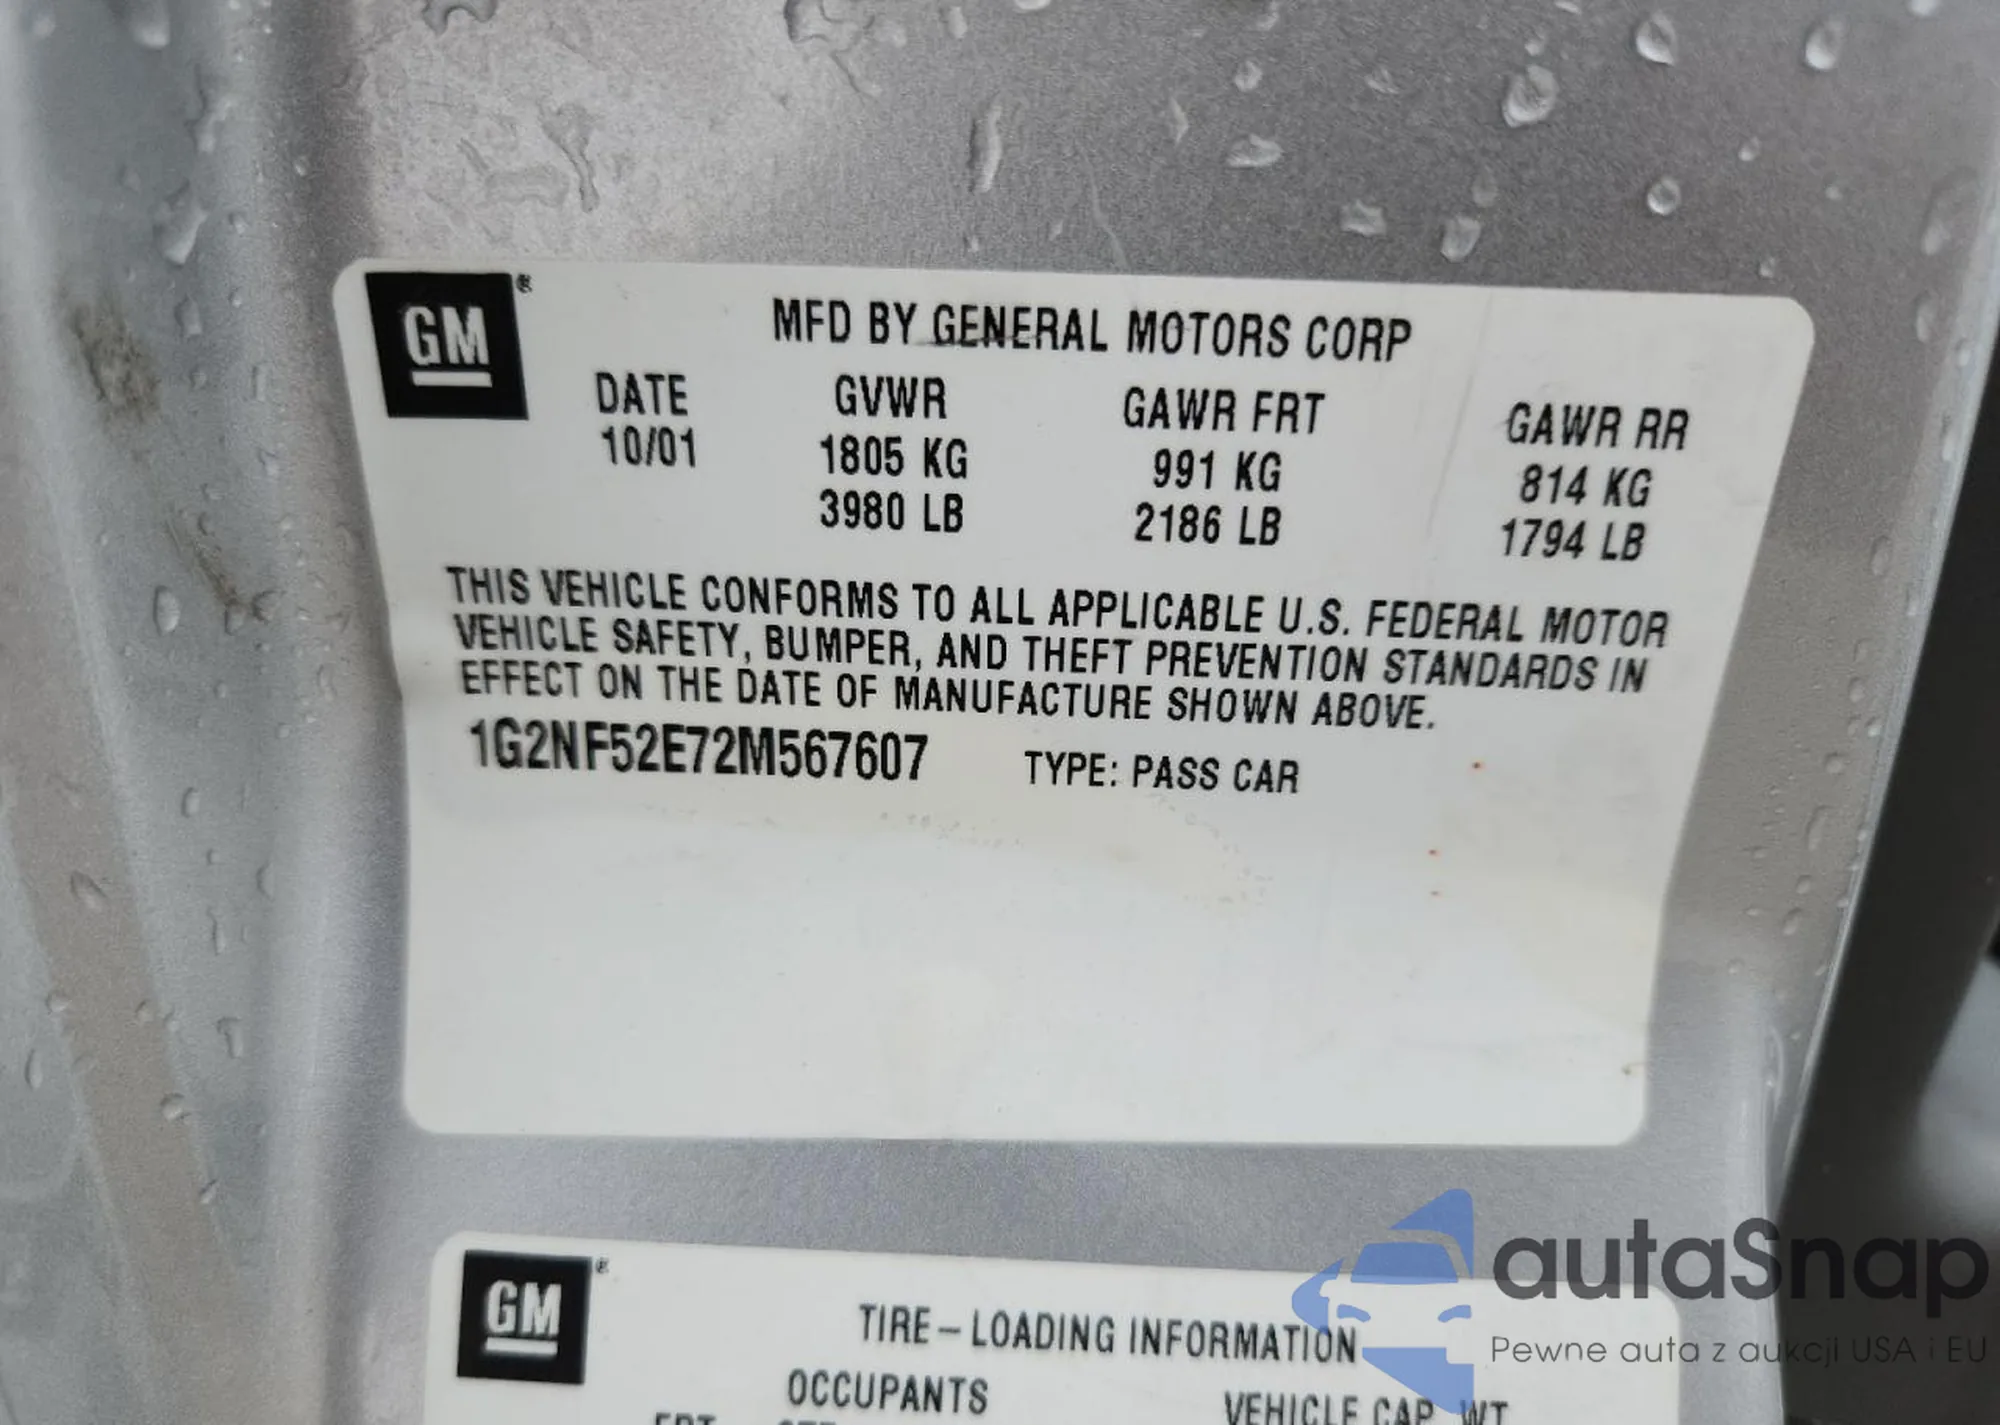 GM®
MFD BY GENERAL MOTORS CORP
DATE GVWR GAWR FRT GAWR RR
10/01 1805 KG 991 KG 814 KG
3980 LB 2186 LB 1794 LB
THIS VEHICLE CONFORMS TO ALL APPLICABLE U.S. FEDERAL MOTOR
VEHICLE SAFETY, BUMPER, AND THEFT PREVENTION STANDARDS IN
EFFECT ON THE DATE OF MANUFACTURE SHOWN ABOVE.
1G2NF52E72M567607 TYPE: PASS CAR
GM®
TIRE-LOADING INFORMATION
OCCUPANTS VEHICLE CAP WT
FRT
autaSnap
Pewne auta z aukcji USA i EU